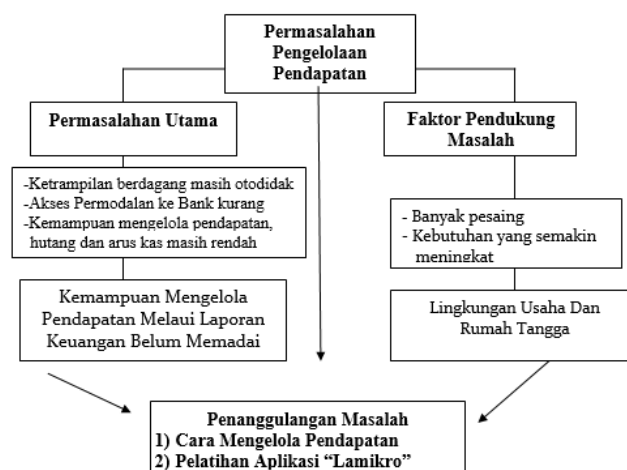 Permasalahan
Pengelolaan
Pendapatan
Permasalahan Utama
-Ketrampilan berdagang masih otodidak
-Akses Permodalan ke Bank kurang
-Kemampuan mengelola pendapatan,
hutang dan arus kas masih rendah
Kemampuan Mengelola
Pendapatan Melaui Laporan
Keuangan Belum Memadai
Faktor Pendukung
Masalah
- Banyak pesaing
- Kebutuhan yang semakin
meningkat
Lingkungan Usaha Dan
Rumah Tangga
Penanggulangan Masalah
1) Cara Mengelola Pendapatan
2) Pelatihan Aplikasi “Lamikro”